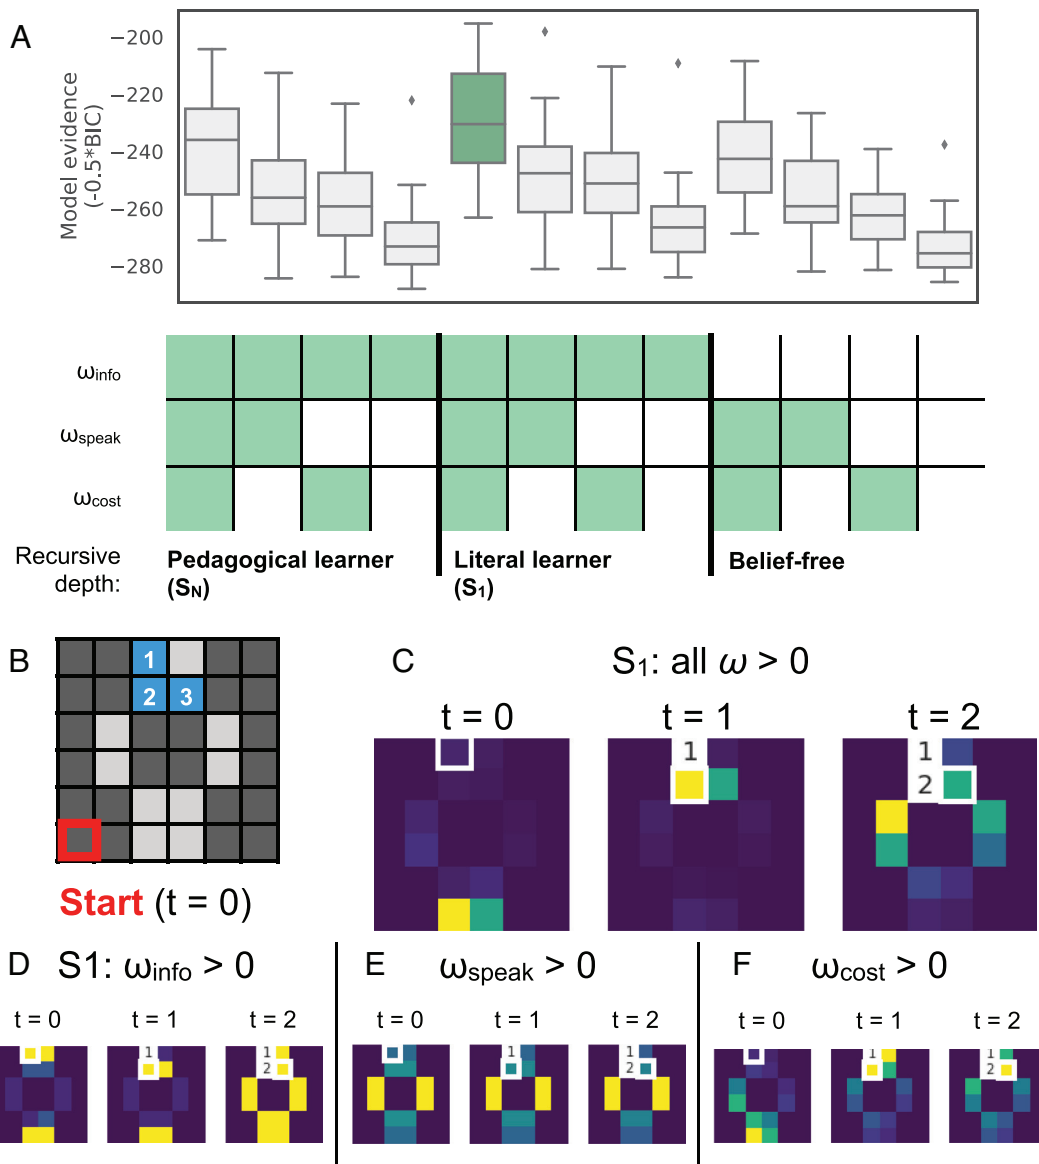 A
−200
−220
−240
−260
−280
Model evidence
(-0.5*BIC)
ωinfo
ωspeak
ωcost
Recursive
depth:
Pedagogical learner
(SN)
Literal learner
(S1)
Belief-free
B
1
2 3
Start (t = 0)
C
S1: all ω > 0
t = 0
t = 1
t = 2
1
1
2
D S1: ωinfo > 0
t = 0 t = 1 t = 2
1
1
2
E ωspeak > 0
t = 0 t = 1 t = 2
1
1
2
F ωcost > 0
t = 0 t = 1 t = 2
1
1
2